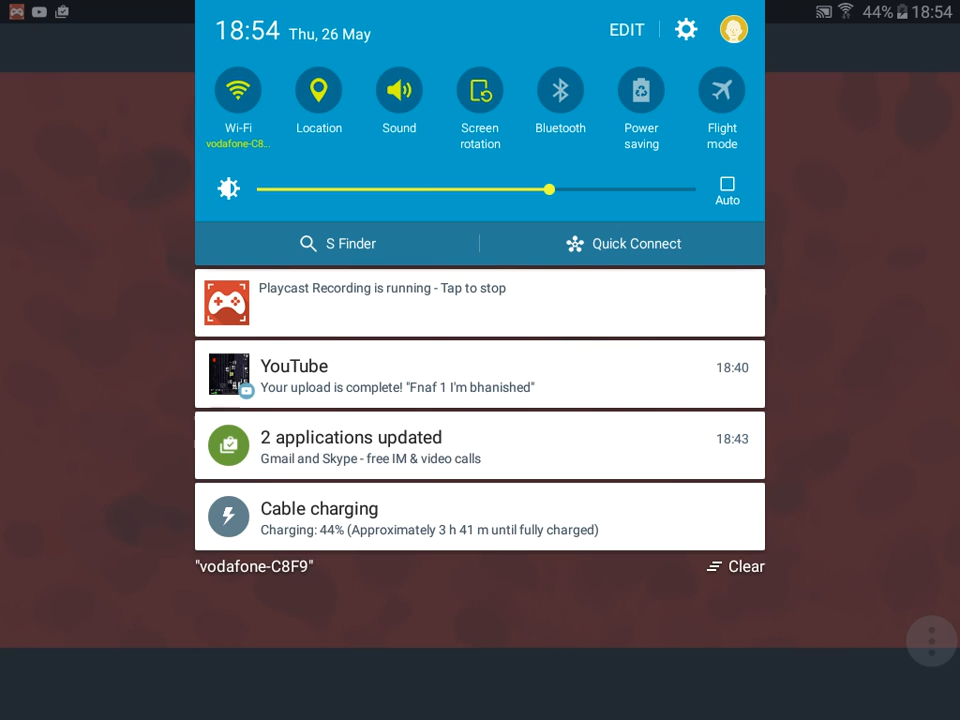 44% 18:54
18:54 Thu, 26 May EDIT
Wi-Fi Location Sound Screen rotation Bluetooth Power saving Flight mode
vodafone-C8...
Auto
S Finder Quick Connect
Playcast Recording is running - Tap to stop
YouTube 18:40
Your upload is complete! "Fnaf 1 I'm bhanished"
2 applications updated 18:43
Gmail and Skype - free IM & video calls
Cable charging
Charging: 44% (Approximately 3 h 41 m until fully charged)
"vodafone-C8F9" Clear